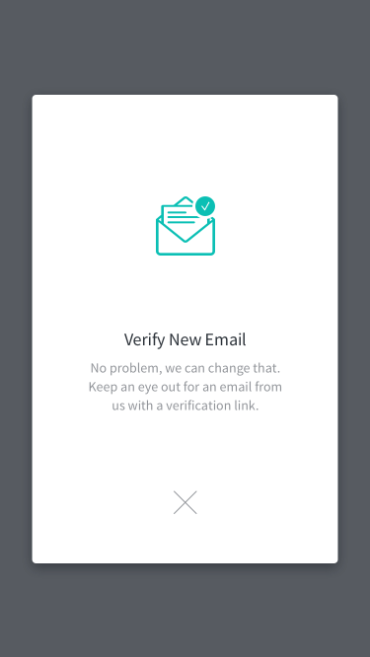 Verify New Email
No problem, we can change that.
Keep an eye out for an email from
us with a verification link.